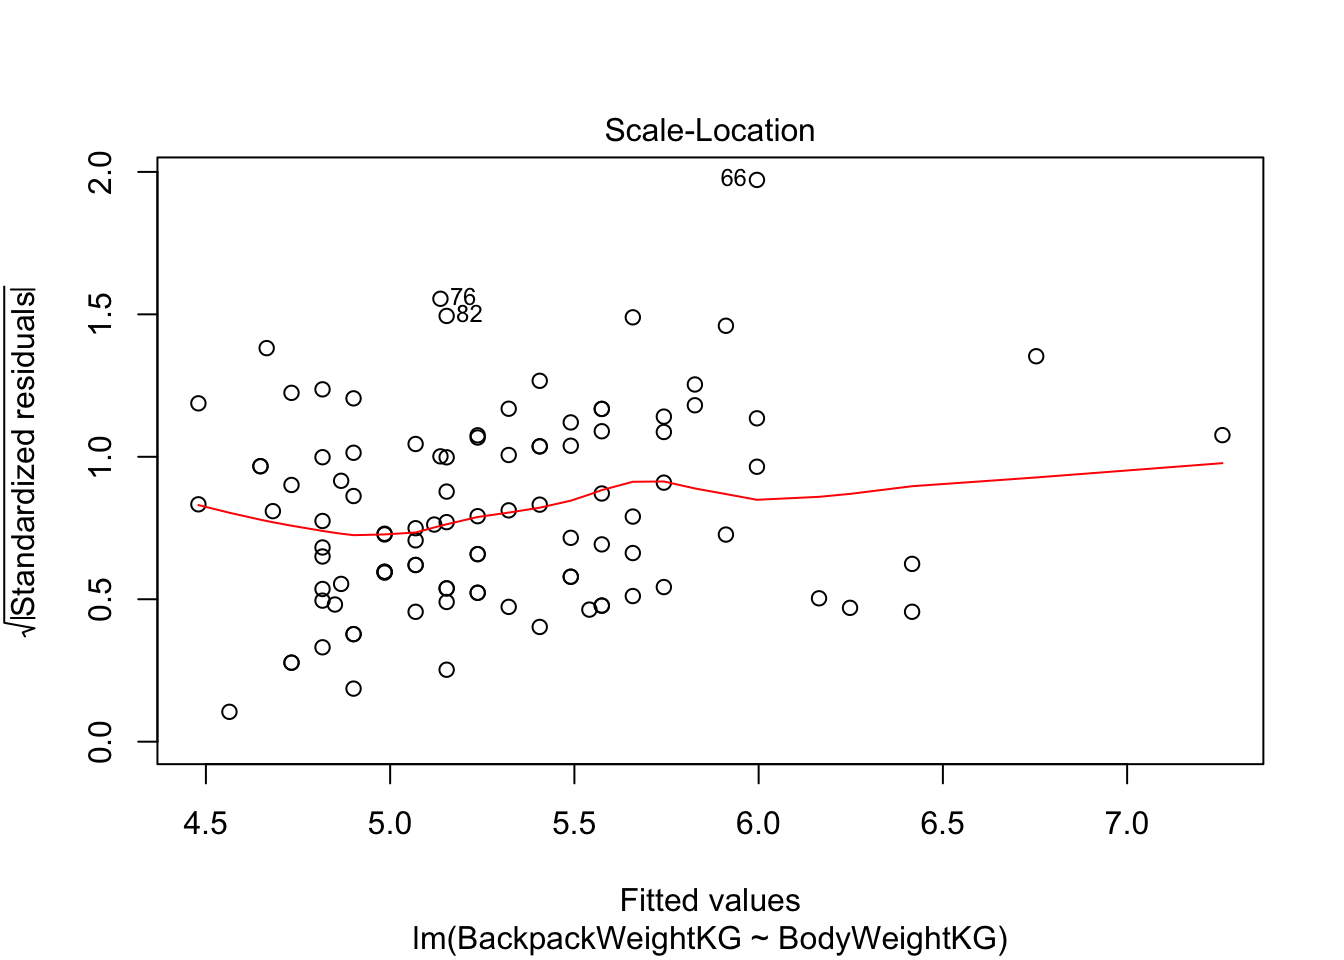 Scale-Location
√|Standardized residuals|
2.0
1.5
1.0
0.5
0.0
66
76
82
4.5 5.0 5.5 6.0 6.5 7.0
Fitted values
lm(BackpackWeightKG ~ BodyWeightKG)